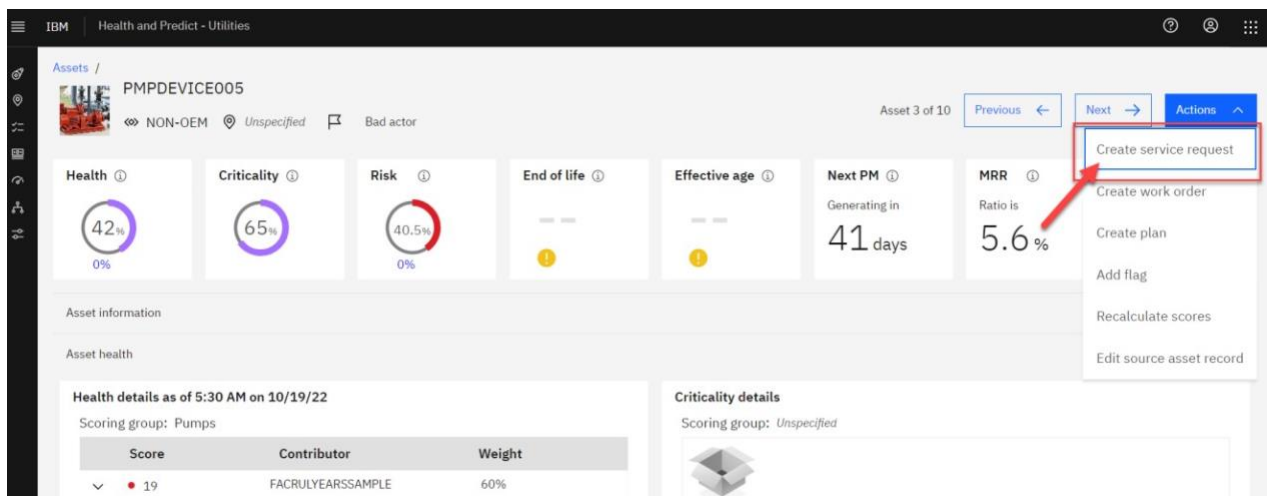 IBM Health and Predict - Utilities
Assets /
PMPDEVICE005
NON-OEM Unspecified Bad actor
Asset 3 of 10 Previous Next Actions
Create service request
Create work order
Create plan
Add flag
Recalculate scores
Edit source asset record
Health
42%
0%
Criticality
65%
Risk
40.5%
0%
End of life
-- 
Effective age
--
Next PM
Generating in
41 days
MRR
Ratio is
5.6 %
Asset information
Asset health
Health details as of 5:30 AM on 10/19/22
Scoring group: Pumps
Score Contributor Weight
19 FACRULYEARSSAMPLE 60%
Criticality details
Scoring group: Unspecified